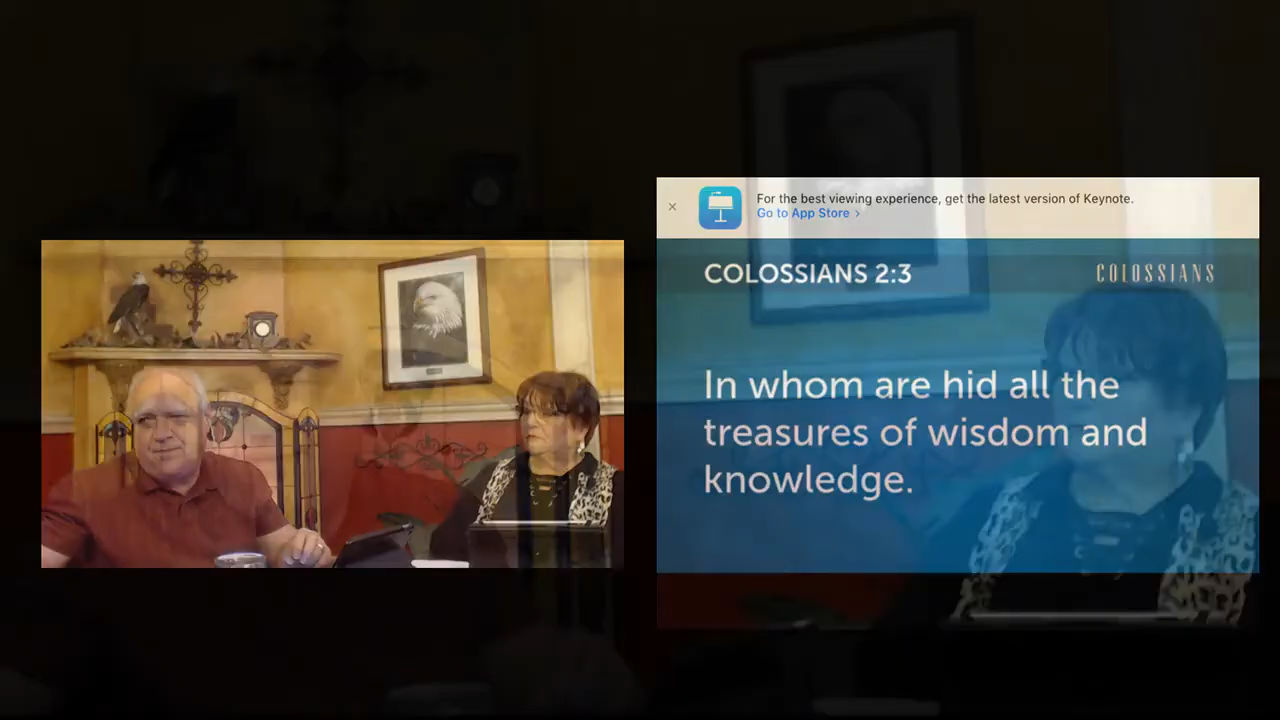 For the best viewing experience, get the latest version of Keynote.
Go to App Store >
COLOSSIANS 2:3
COLOSSIANS
In whom are hid all the
treasures of wisdom and
knowledge.